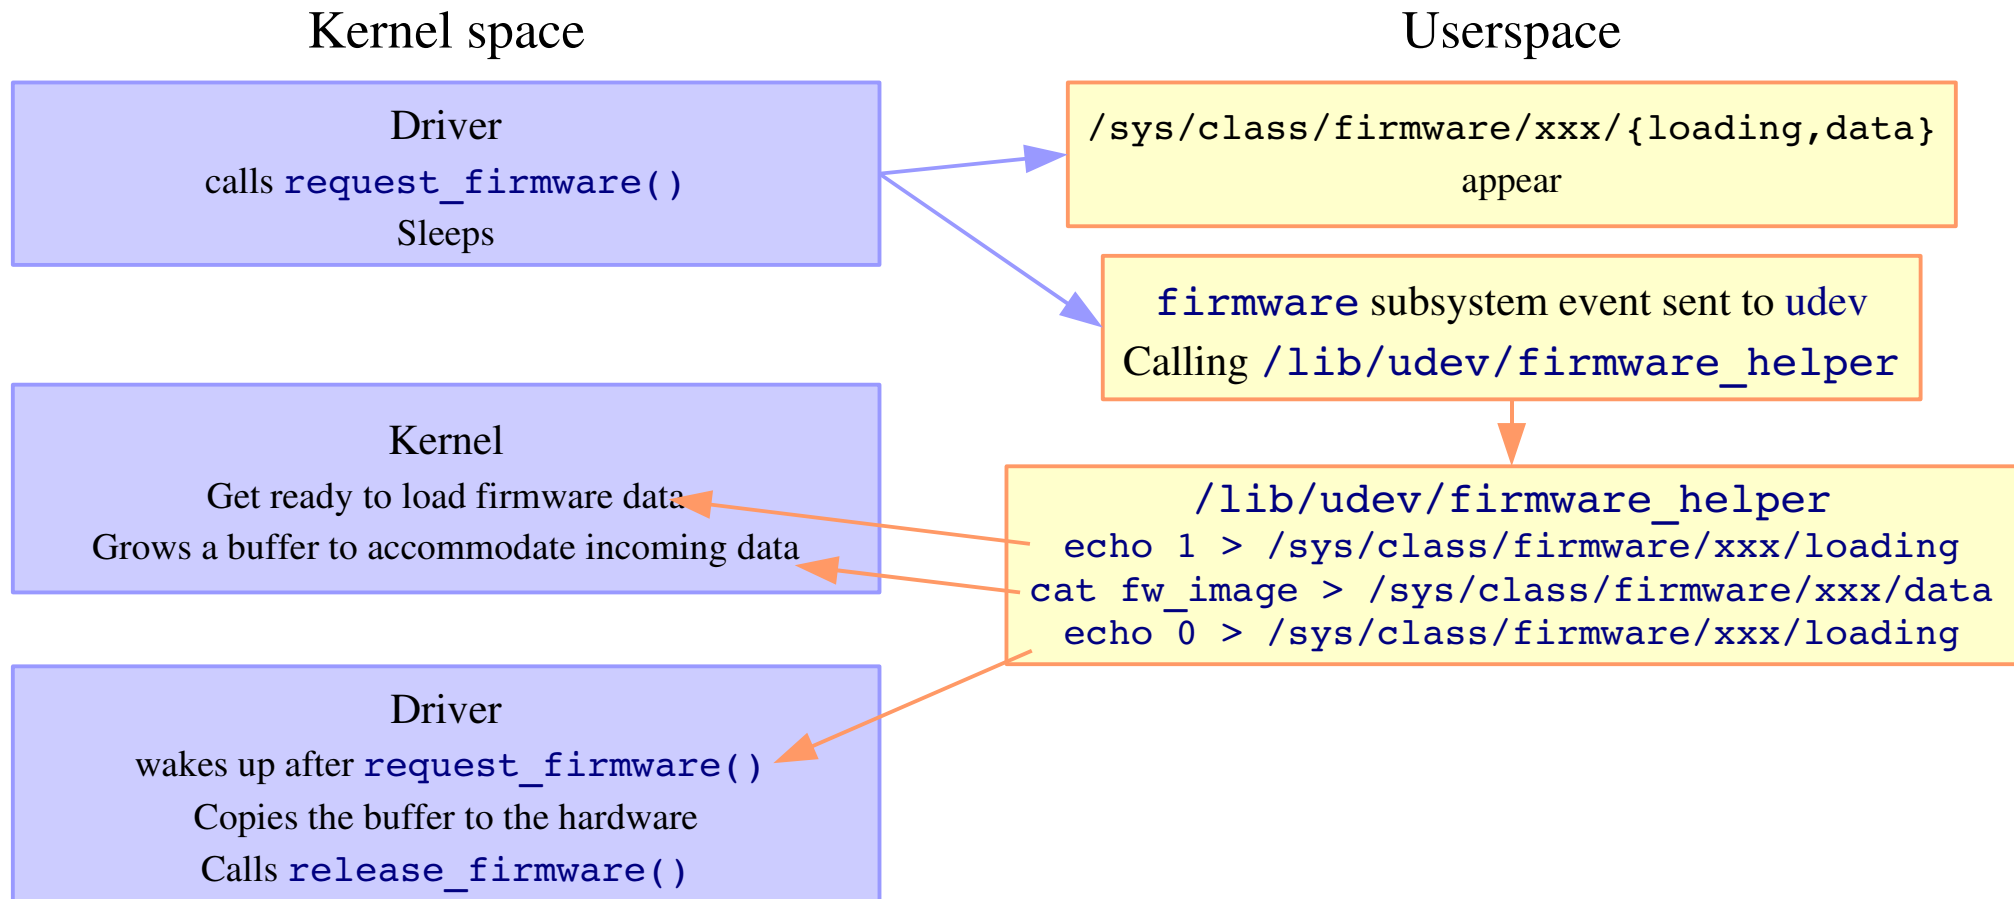 Kernel space
Userspace
Driver
calls request_firmware()
Sleeps
/sys/class/firmware/xxx/{loading,data}
appear
firmware subsystem event sent to udev
Calling /lib/udev/firmware_helper
Kernel
Get ready to load firmware data
Grows a buffer to accommodate incoming data
/lib/udev/firmware_helper
echo 1 > /sys/class/firmware/xxx/loading
cat fw_image > /sys/class/firmware/xxx/data
echo 0 > /sys/class/firmware/xxx/loading
Driver
wakes up after request_firmware()
Copies the buffer to the hardware
Calls release_firmware()